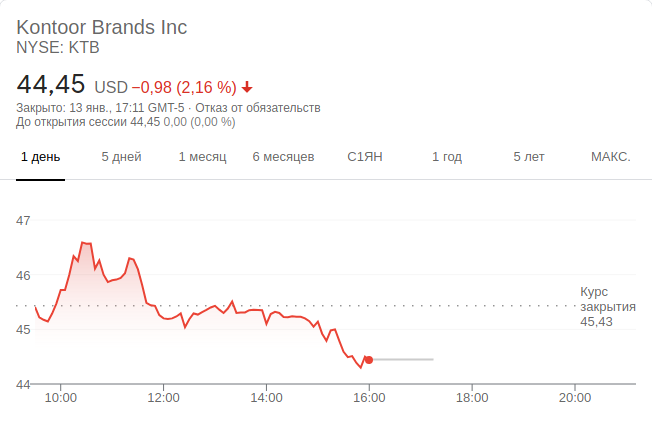 Kontoor Brands Inc
NYSE: KTB
44,45 USD −0,98 (2,16 %)
Закрыто: 13 янв., 17:11 GMT-5 · Отказ от обязательств
До открытия сессии 44,45 0,00 (0,00 %)
1 день 5 дней 1 месяц 6 месяцев С1ЯН 1 год 5 лет МАКС.
47
46
Курс
закрытия
45,43
45
44
10:00 12:00 14:00 16:00 18:00 20:00